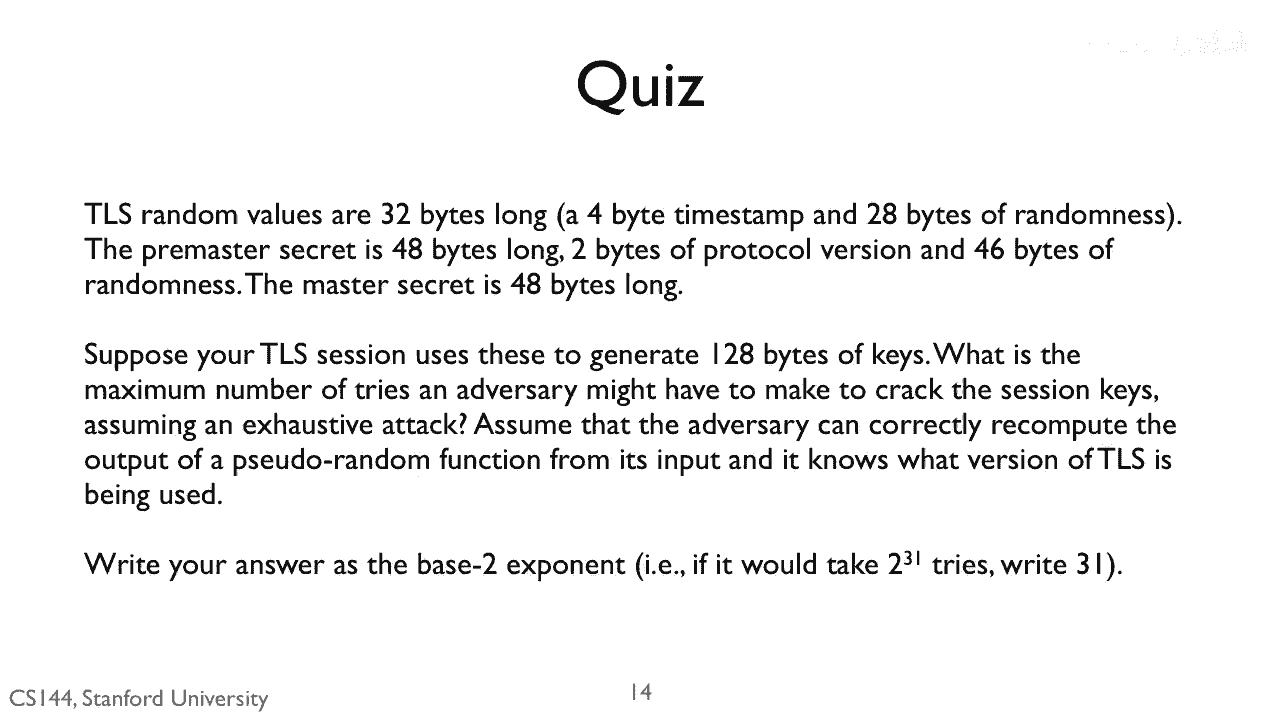 Quiz
TLS random values are 32 bytes long (a 4 byte timestamp and 28 bytes of randomness).
The premaster secret is 48 bytes long, 2 bytes of protocol version and 46 bytes of
randomness. The master secret is 48 bytes long.
Suppose your TLS session uses these to generate 128 bytes of keys. What is the
maximum number of tries an adversary might have to make to crack the session keys,
assuming an exhaustive attack? Assume that the adversary can correctly recompute the
output of a pseudo-random function from its input and it knows what version of TLS is
being used.
Write your answer as the base-2 exponent (i.e., if it would take 2³¹ tries, write 31).
CS144, Stanford University
14